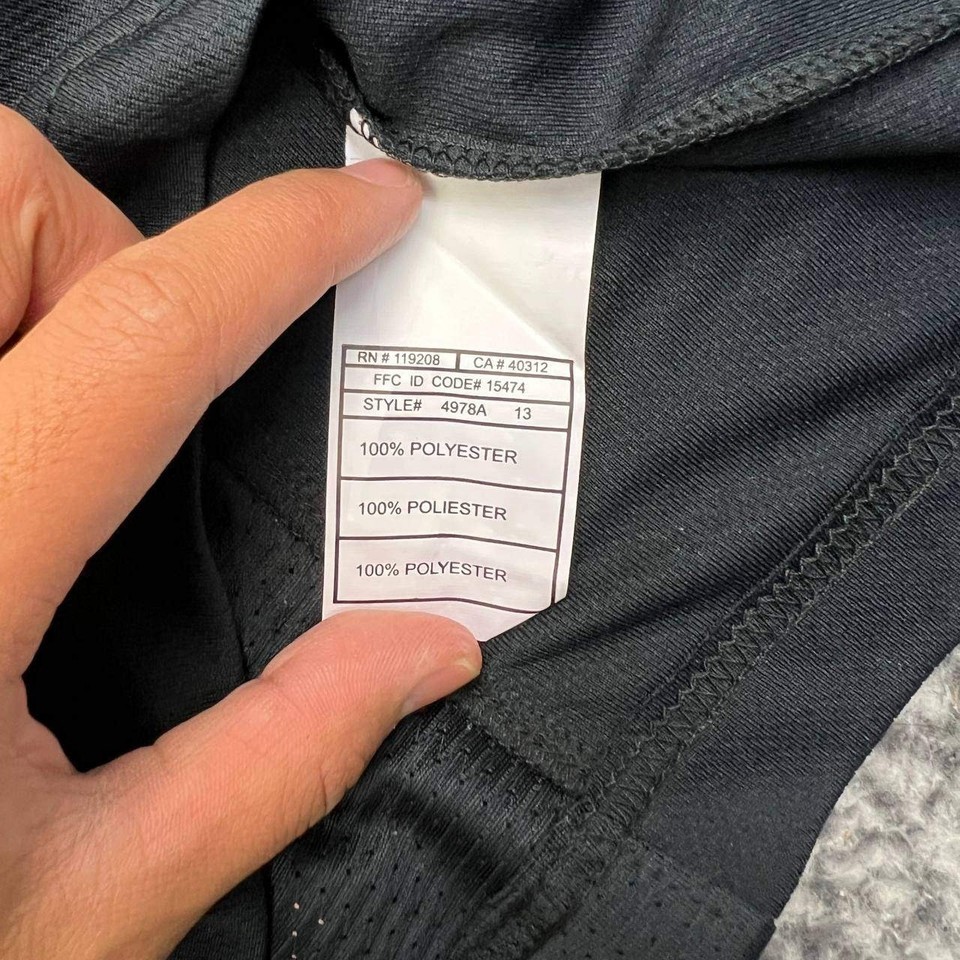 RN # 119208 CA # 40312
FFC ID CODE# 15474
STYLE# 4978A 13
100% POLYESTER
100% POLIESTER
100% POLYESTER